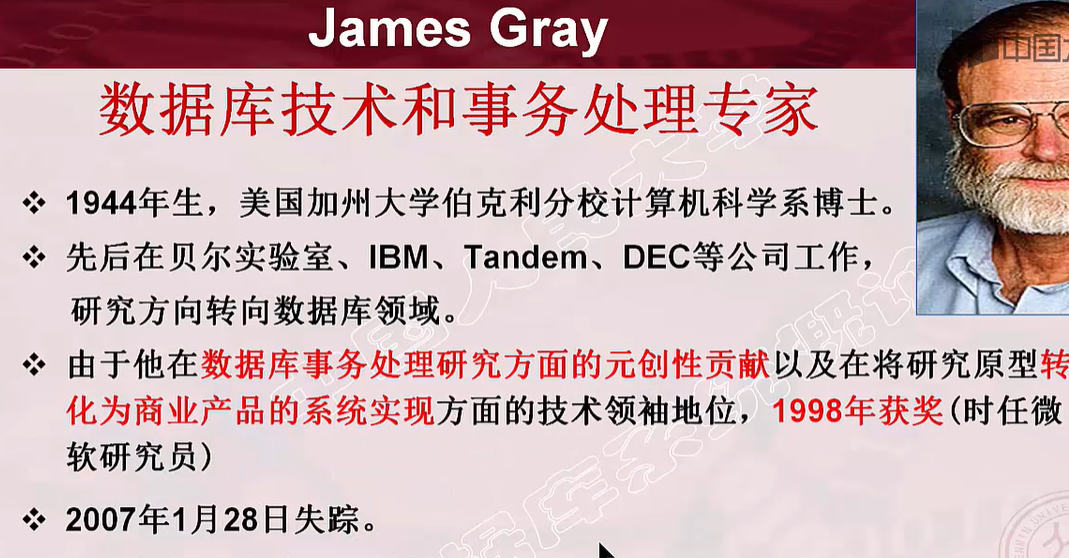 James Gray
数据库技术和事务处理专家
❖ 1944年生，美国加州大学伯克利分校计算机科学系博士。
❖ 先后在贝尔实验室、IBM、Tandem、DEC等公司工作，
研究方向转向数据库领域。
❖ 由于他在数据库事务处理研究方面的元创性贡献以及在将研究原型转
化为商业产品的系统实现方面的技术领袖地位，1998年获奖(时任微
软研究员)
❖ 2007年1月28日失踪。
中国大